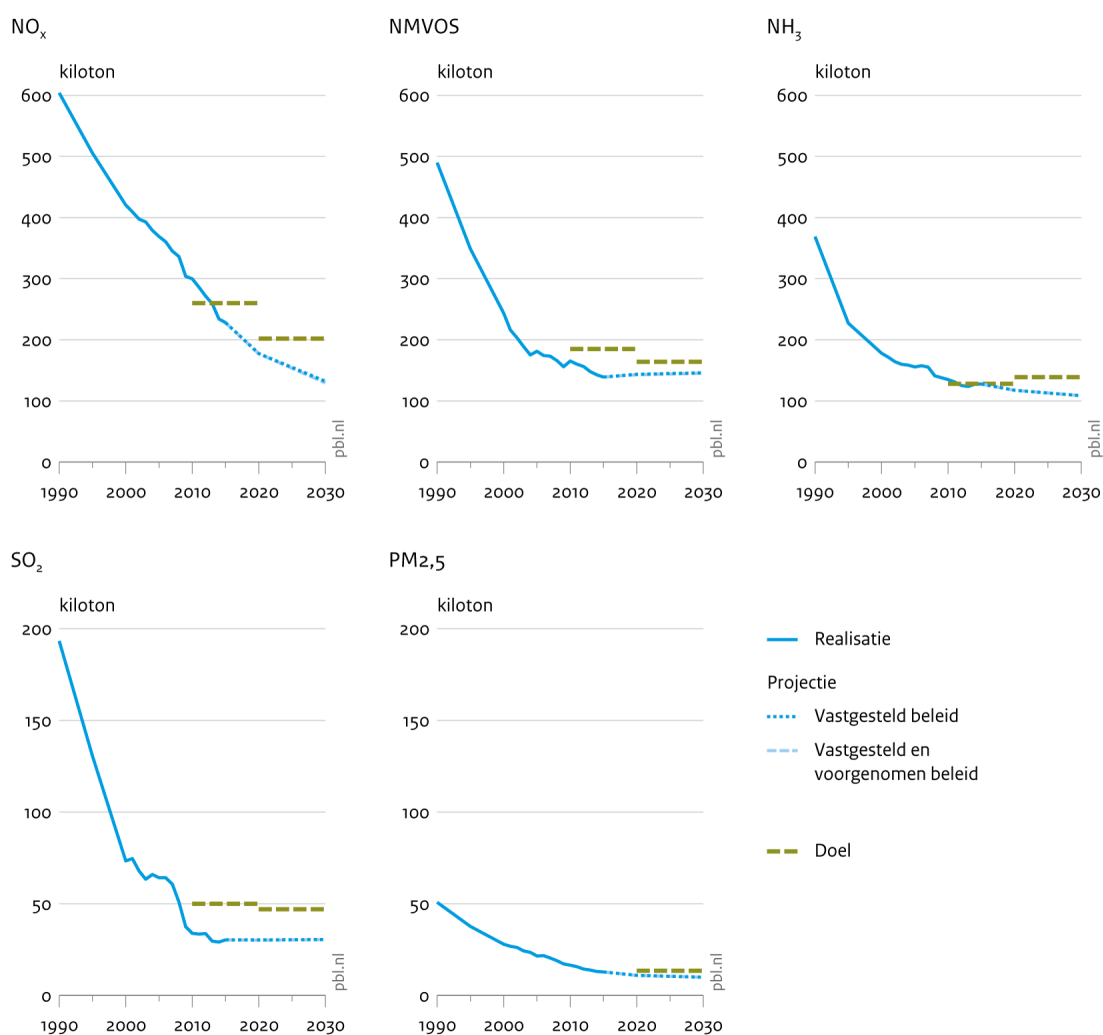 NOx
kiloton
600
500
400
300
200
100
0
1990 2000 2010 2020 2030
pbl.nl
NMVOS
kiloton
600
500
400
300
200
100
0
1990 2000 2010 2020 2030
pbl.nl
NH3
kiloton
600
500
400
300
200
100
0
1990 2000 2010 2020 2030
pbl.nl
SO2
kiloton
200
150
100
50
0
1990 2000 2010 2020 2030
pbl.nl
PM2,5
kiloton
200
150
100
50
0
1990 2000 2010 2020 2030
pbl.nl
Realisatie
Projectie
Vastgesteld beleid
Vastgesteld en
voorgenomen beleid
Doel